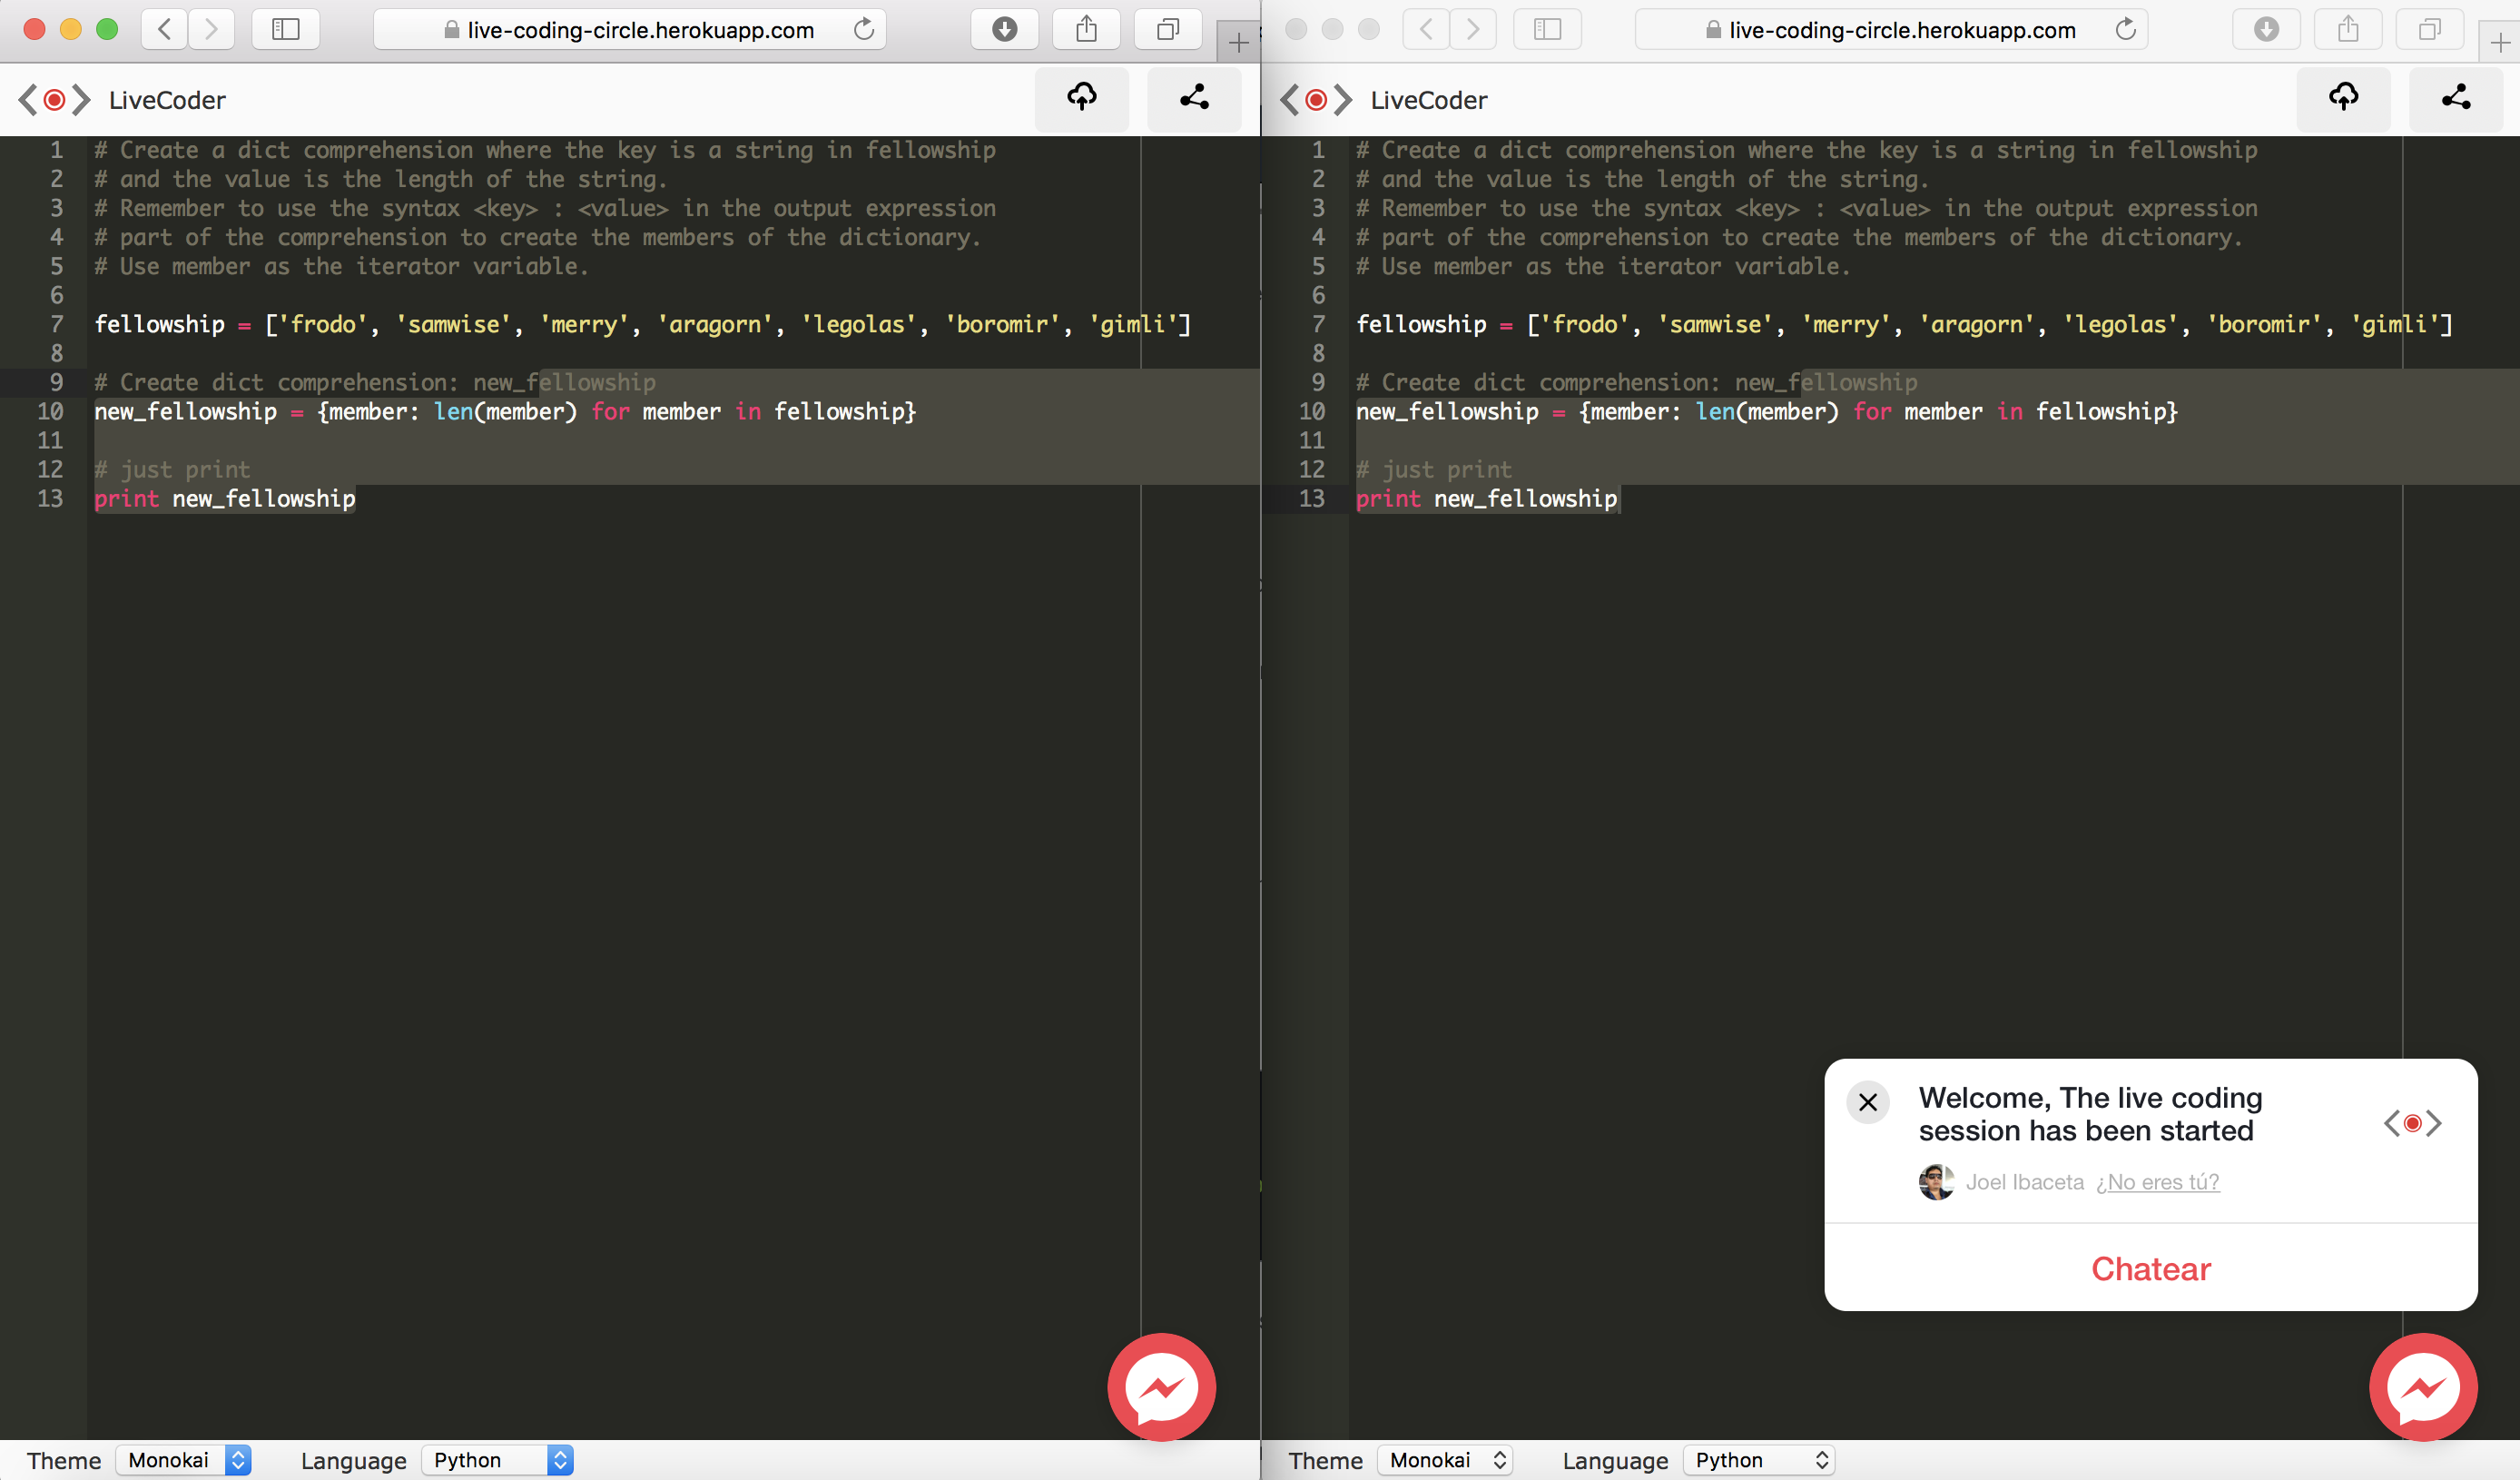 live-coding-circle.herokuapp.com
LiveCoder
1 # Create a dict comprehension where the key is a string in fellowship
2 # and the value is the length of the string.
3 # Remember to use the syntax <key> : <value> in the output expression
4 # part of the comprehension to create the members of the dictionary.
5 # Use member as the iterator variable.
6
7 fellowship = ['frodo', 'samwise', 'merry', 'aragorn', 'legolas', 'boromir', 'gimli']
8
9 # Create dict comprehension: new_fellowship
10 new_fellowship = {member: len(member) for member in fellowship}
11
12 # just print
13 print new_fellowship
Theme Monokai Language Python
live-coding-circle.herokuapp.com
LiveCoder
1 # Create a dict comprehension where the key is a string in fellowship
2 # and the value is the length of the string.
3 # Remember to use the syntax <key> : <value> in the output expression
4 # part of the comprehension to create the members of the dictionary.
5 # Use member as the iterator variable.
6
7 fellowship = ['frodo', 'samwise', 'merry', 'aragorn', 'legolas', 'boromir', 'gimli']
8
9 # Create dict comprehension: new_fellowship
10 new_fellowship = {member: len(member) for member in fellowship}
11
12 # just print
13 print new_fellowship
Welcome, The live coding
session has been started
Joel Ibaceta ¿No eres tú?
Chatear
Theme Monokai Language Python